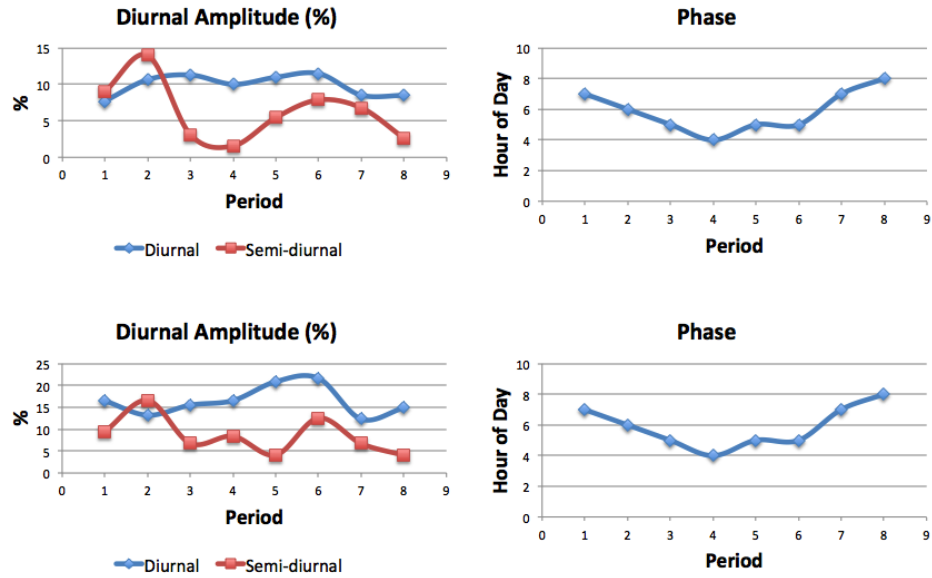 Diurnal Amplitude (%)
15
10
5
0
%
0 1 2 3 4 5 6 7 8 9
Period
Diurnal Semi-diurnal
Phase
10
8
6
4
2
0
Hour of Day
0 1 2 3 4 5 6 7 8 9
Period
Diurnal Amplitude (%)
25
20
15
10
5
0
%
0 1 2 3 4 5 6 7 8 9
Period
Diurnal Semi-diurnal
Phase
10
8
6
4
2
0
Hour of Day
0 1 2 3 4 5 6 7 8 9
Period